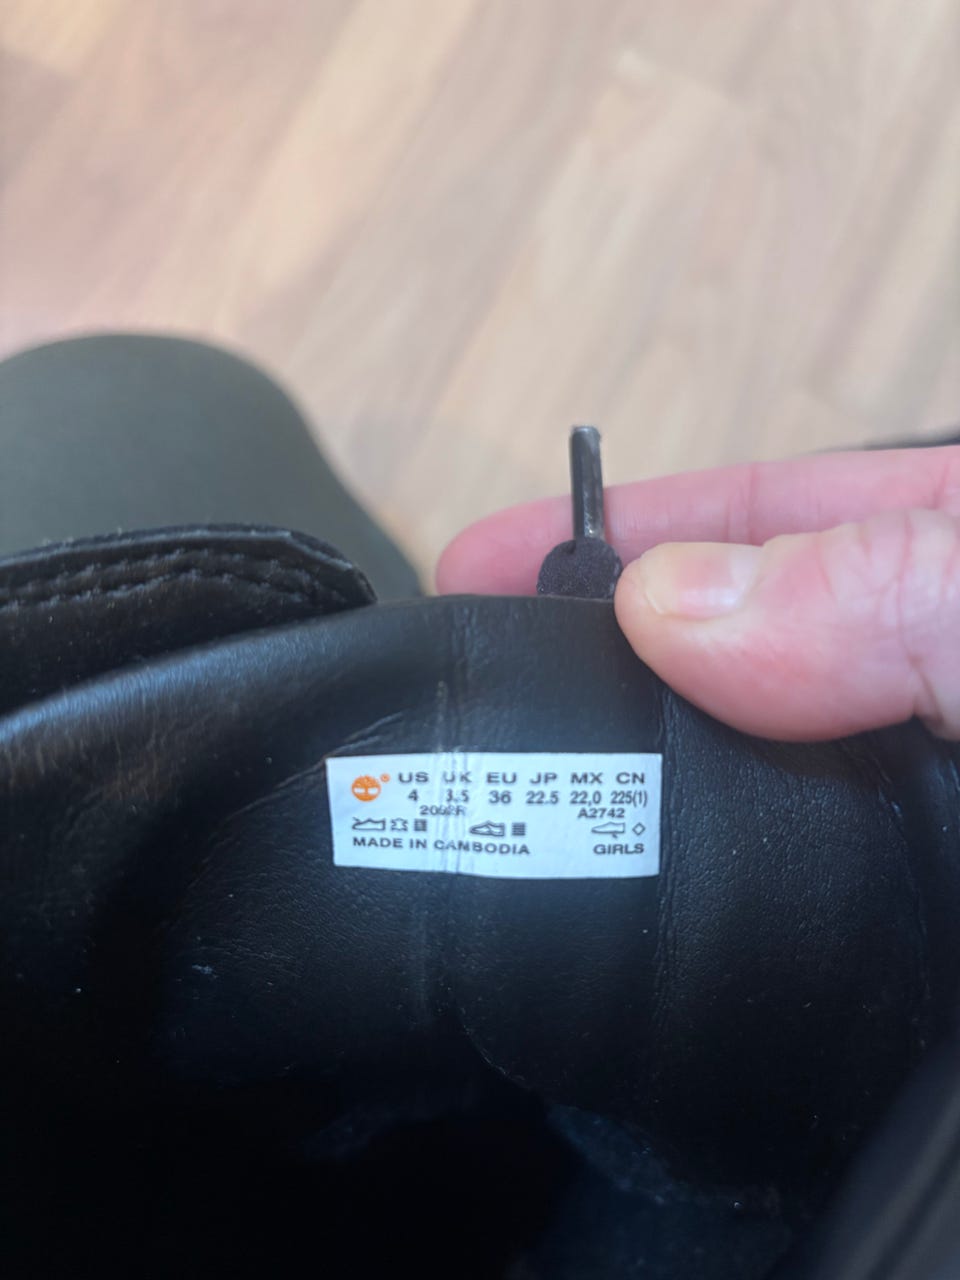 ® US UK EU JP MX CN
4 3.5 36 22.5 22,0 225(1)
A2742
MADE IN CAMBODIA GIRLS